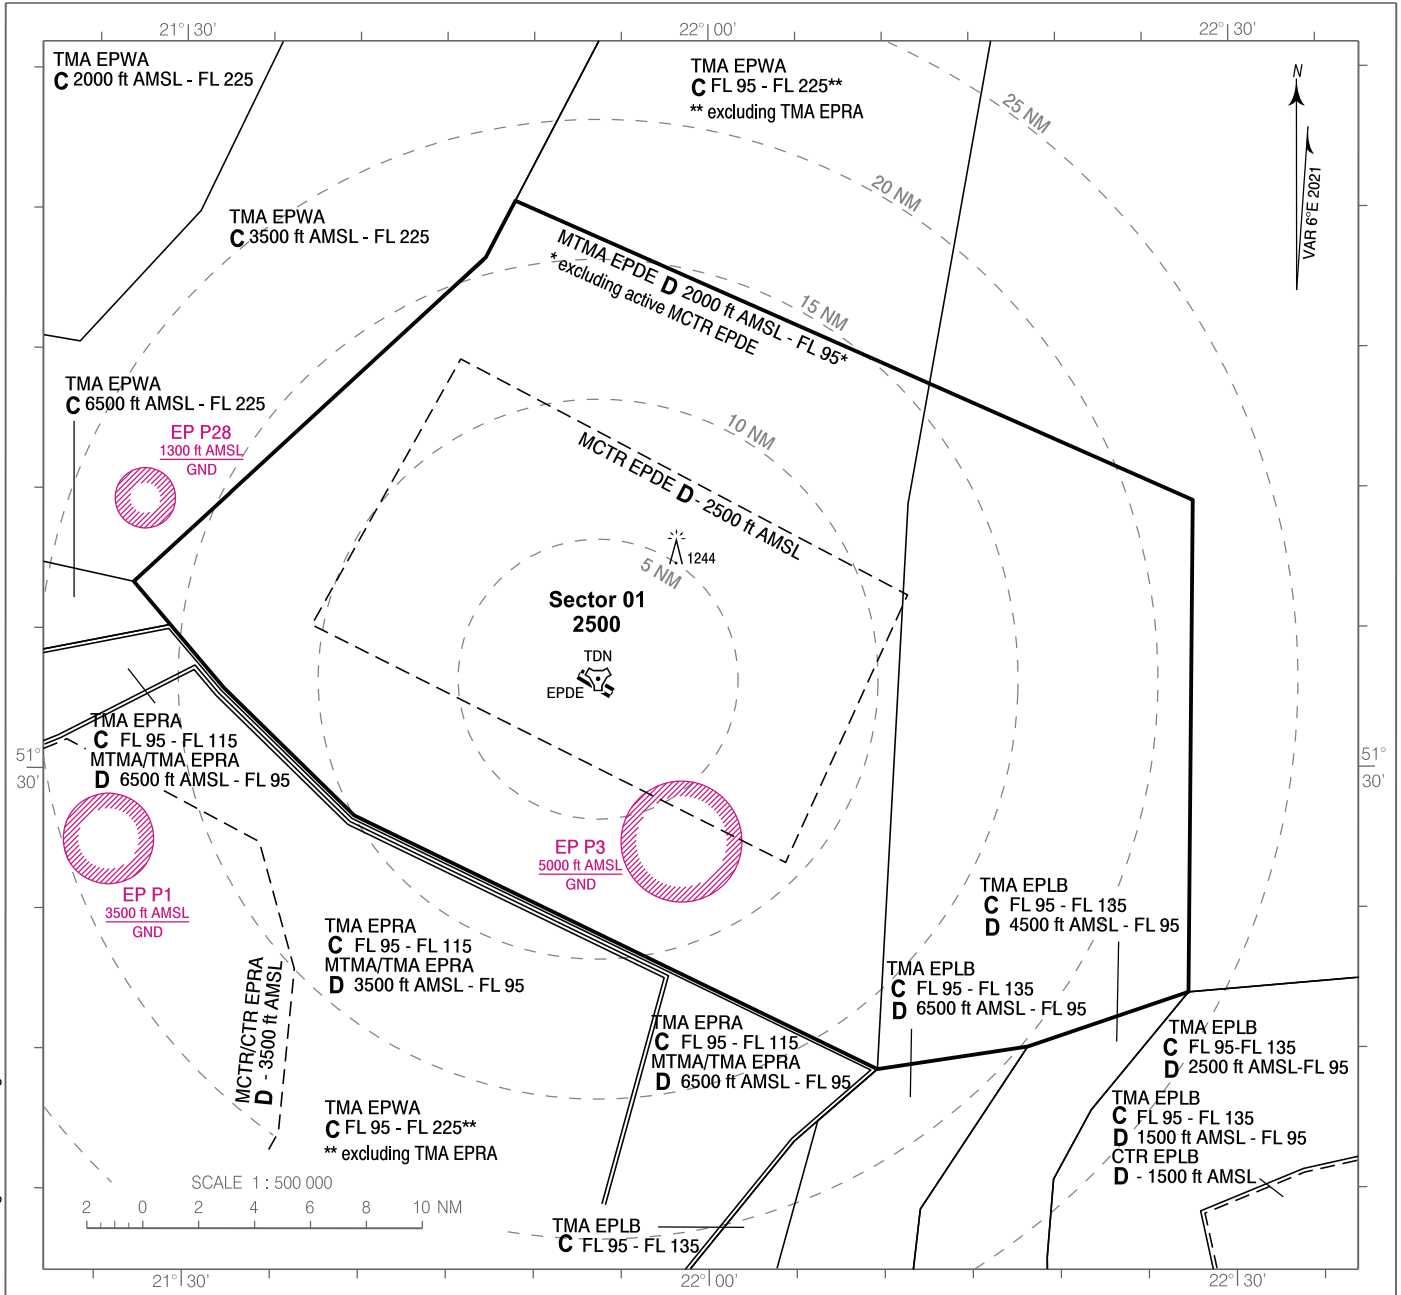 21° 30'
22° 00'
22° 30'
TMA EPWA
C 2000 ft AMSL - FL 225
TMA EPWA
C FL 95 - FL 225**
** excluding TMA EPRA
N
VAR 6°E 2021
25 NM
20 NM
TMA EPWA
C 3500 ft AMSL - FL 225
MTMA EPDE D 2000 ft AMSL - FL 95*
* excluding active MCTR EPDE
15 NM
TMA EPWA
C 6500 ft AMSL - FL 225
EP P28
1300 ft AMSL
GND
10 NM
MCTR EPDE D - 2500 ft AMSL
1244
5 NM
Sector 01
2500
TDN
EPDE
TMA EPRA
C FL 95 - FL 115
MTMA/TMA EPRA
D 6500 ft AMSL - FL 95
51°
30'
51°
30'
EP P3
5000 ft AMSL
GND
EP P1
3500 ft AMSL
GND
TMA EPLB
C FL 95 - FL 135
D 4500 ft AMSL - FL 95
TMA EPRA
C FL 95 - FL 115
MTMA/TMA EPRA
D 3500 ft AMSL - FL 95
TMA EPLB
C FL 95 - FL 135
D 6500 ft AMSL - FL 95
MCTR/CTR EPRA
D - 3500 ft AMSL
TMA EPRA
C FL 95 - FL 115
MTMA/TMA EPRA
D 6500 ft AMSL - FL 95
TMA EPLB
C FL 95-FL 135
D 2500 ft AMSL-FL 95
TMA EPLB
C FL 95 - FL 135
D 1500 ft AMSL - FL 95
CTR EPLB
D - 1500 ft AMSL
TMA EPWA
C FL 95 - FL 225**
** excluding TMA EPRA
SCALE 1 : 500 000
2 0 2 4 6 8 10 NM
TMA EPLB
C FL 95 - FL 135
21° 30'
22° 00'
22° 30'